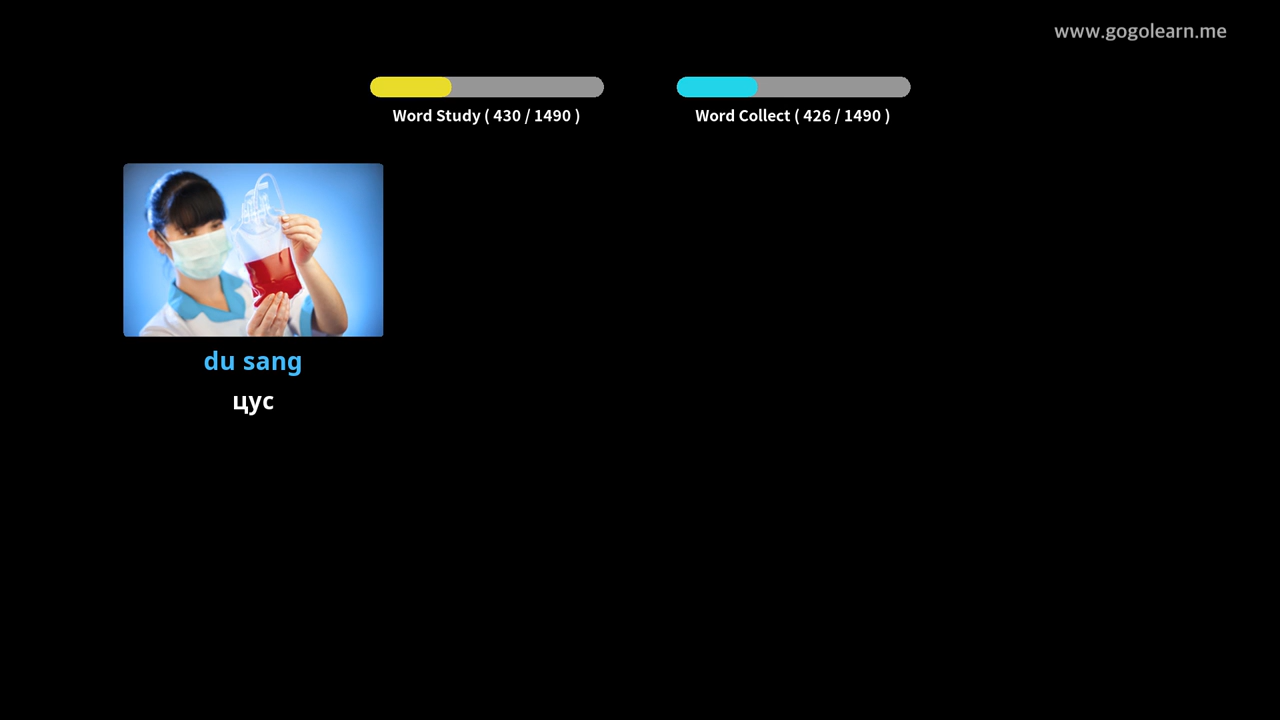 www.gogolearn.me
Word Study ( 430 / 1490 )
Word Collect ( 426 / 1490 )
du sang
цус